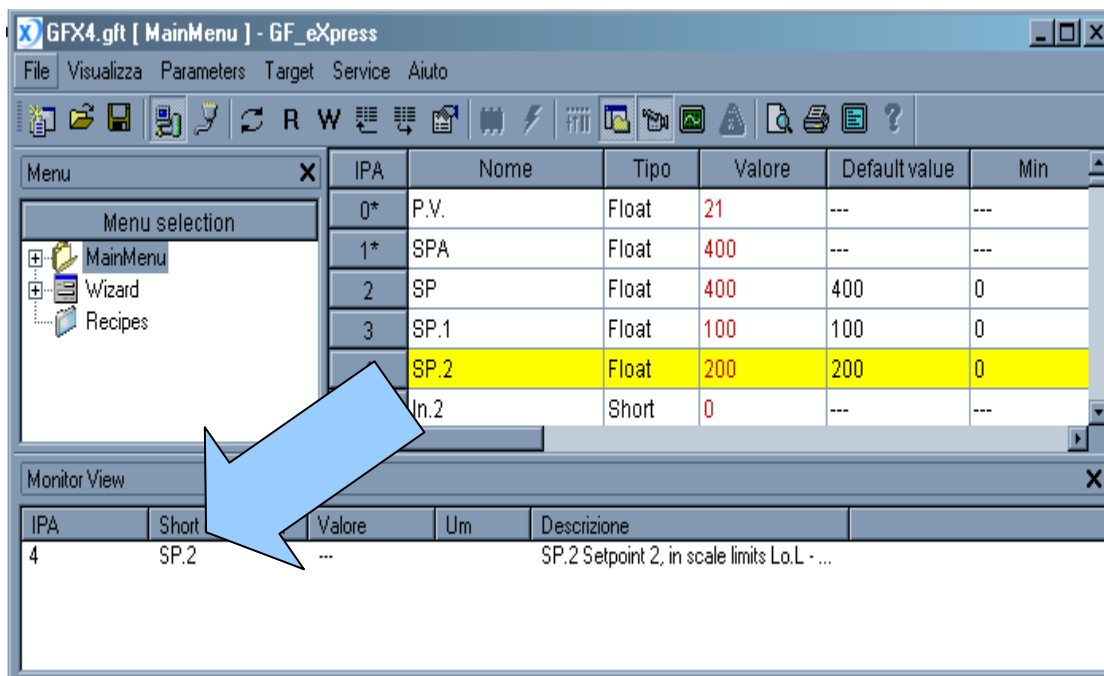 GFX4.gft [ MainMenu ] - GF_eXpress
File Visualizza Parameters Target Service Aiuto
R W
Menu
Menu selection
MainMenu
Wizard
Recipes
IPA Nome Tipo Valore Default value Min
0* P.V. Float 21 --- ---
1* SPA Float 400 --- ---
2 SP Float 400 400 0
3 SP.1 Float 100 100 0
SP.2 Float 200 200 0
In.2 Short 0 --- ---
Monitor View
IPA Short Valore Um Descrizione
4 SP.2 --- SP.2 Setpoint 2, in scale limits Lo.L - ...